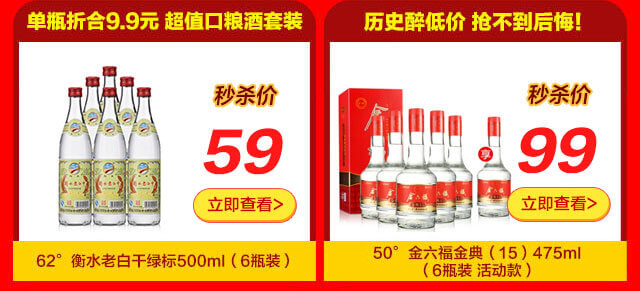 单瓶折合9.9元 超值口粮酒套装
秒杀价
59
立即查看>
62°衡水老白干绿标500ml（6瓶装）
历史醉低价 抢不到后悔!
秒杀价
享
99
立即查看>
50°金六福金典（15）475ml
（6瓶装 活动款）